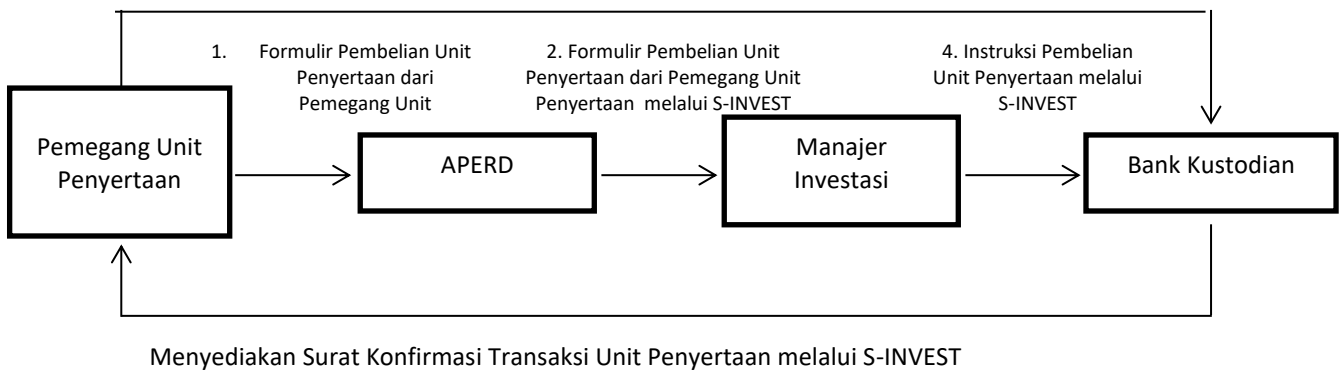 1. Formulir Pembelian Unit
Penyertaan dari
Pemegang Unit
2. Formulir Pembelian Unit
Penyertaan dari Pemegang Unit
Penyertaan melalui S-INVEST
4. Instruksi Pembelian
Unit Penyertaan melalui
S-INVEST
Pemegang Unit
Penyertaan
APERD
Manajer
Investasi
Bank Kustodian
Menyediakan Surat Konfirmasi Transaksi Unit Penyertaan melalui S-INVEST